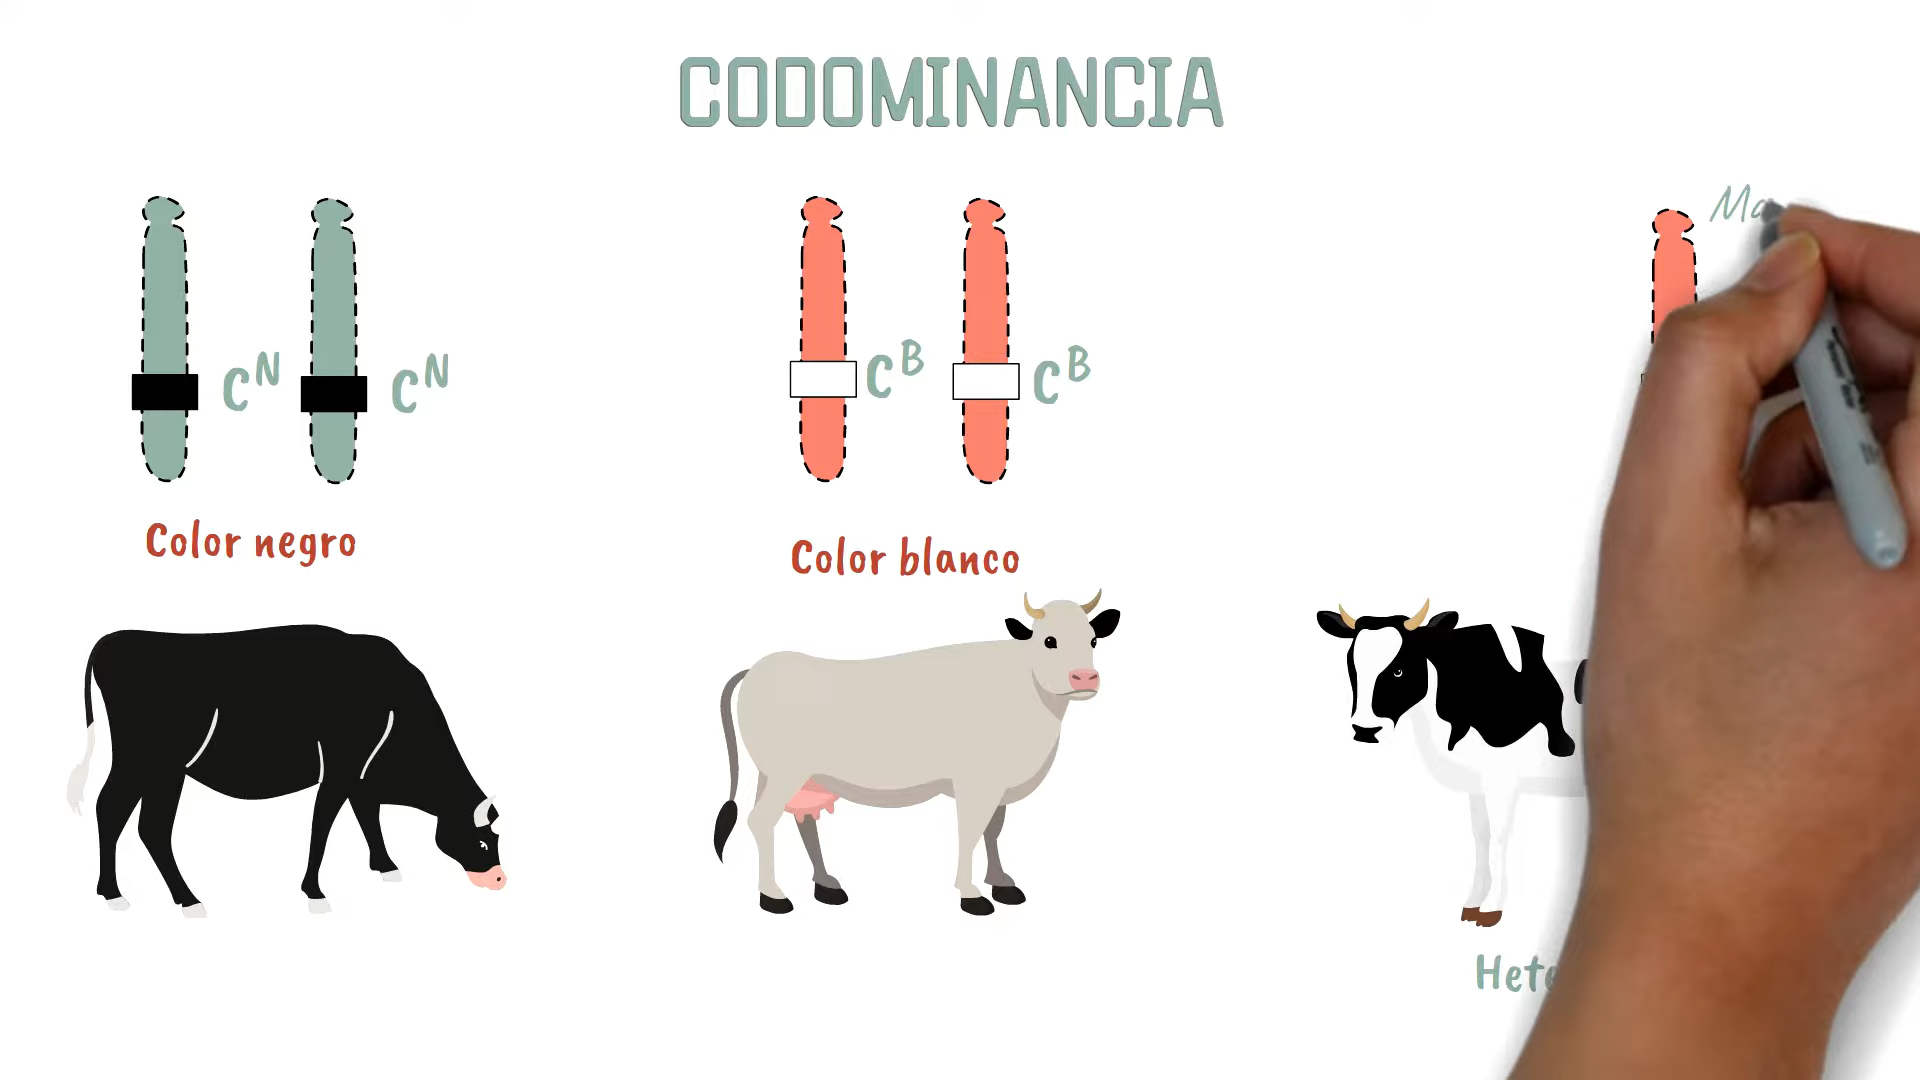 CODOMINANCIA
C^N C^N
C^B C^B
Color negro
Color blanco